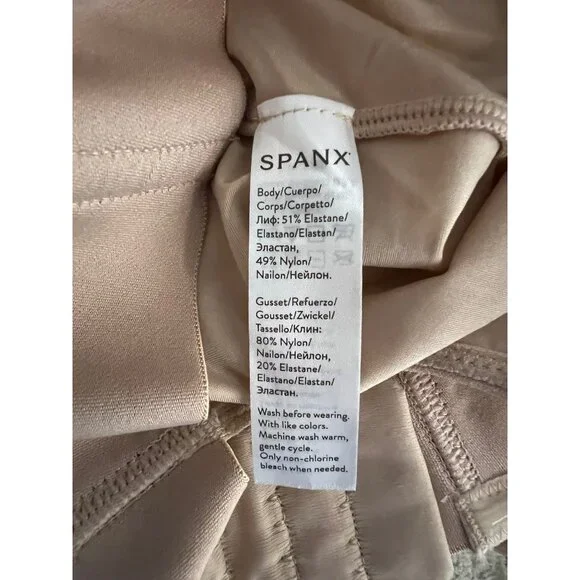 SPANX
Body/Cuerpo/
Corps/Corpetto/
Лиф: 51% Elastane/
Elastano/Elastan/
Эластан,
49% Nylon/
Nailon/Нейлон.
Gusset/Refuerzo/
Gousset/Zwickel/
Tassello/Клин:
80% Nylon/
Nailon/Нейлон,
20% Elastane/
Elastano/Elastan/
Эластан.
Wash before wearing.
With like colors.
Machine wash warm,
gentle cycle.
Only non-chlorine
bleach when needed.